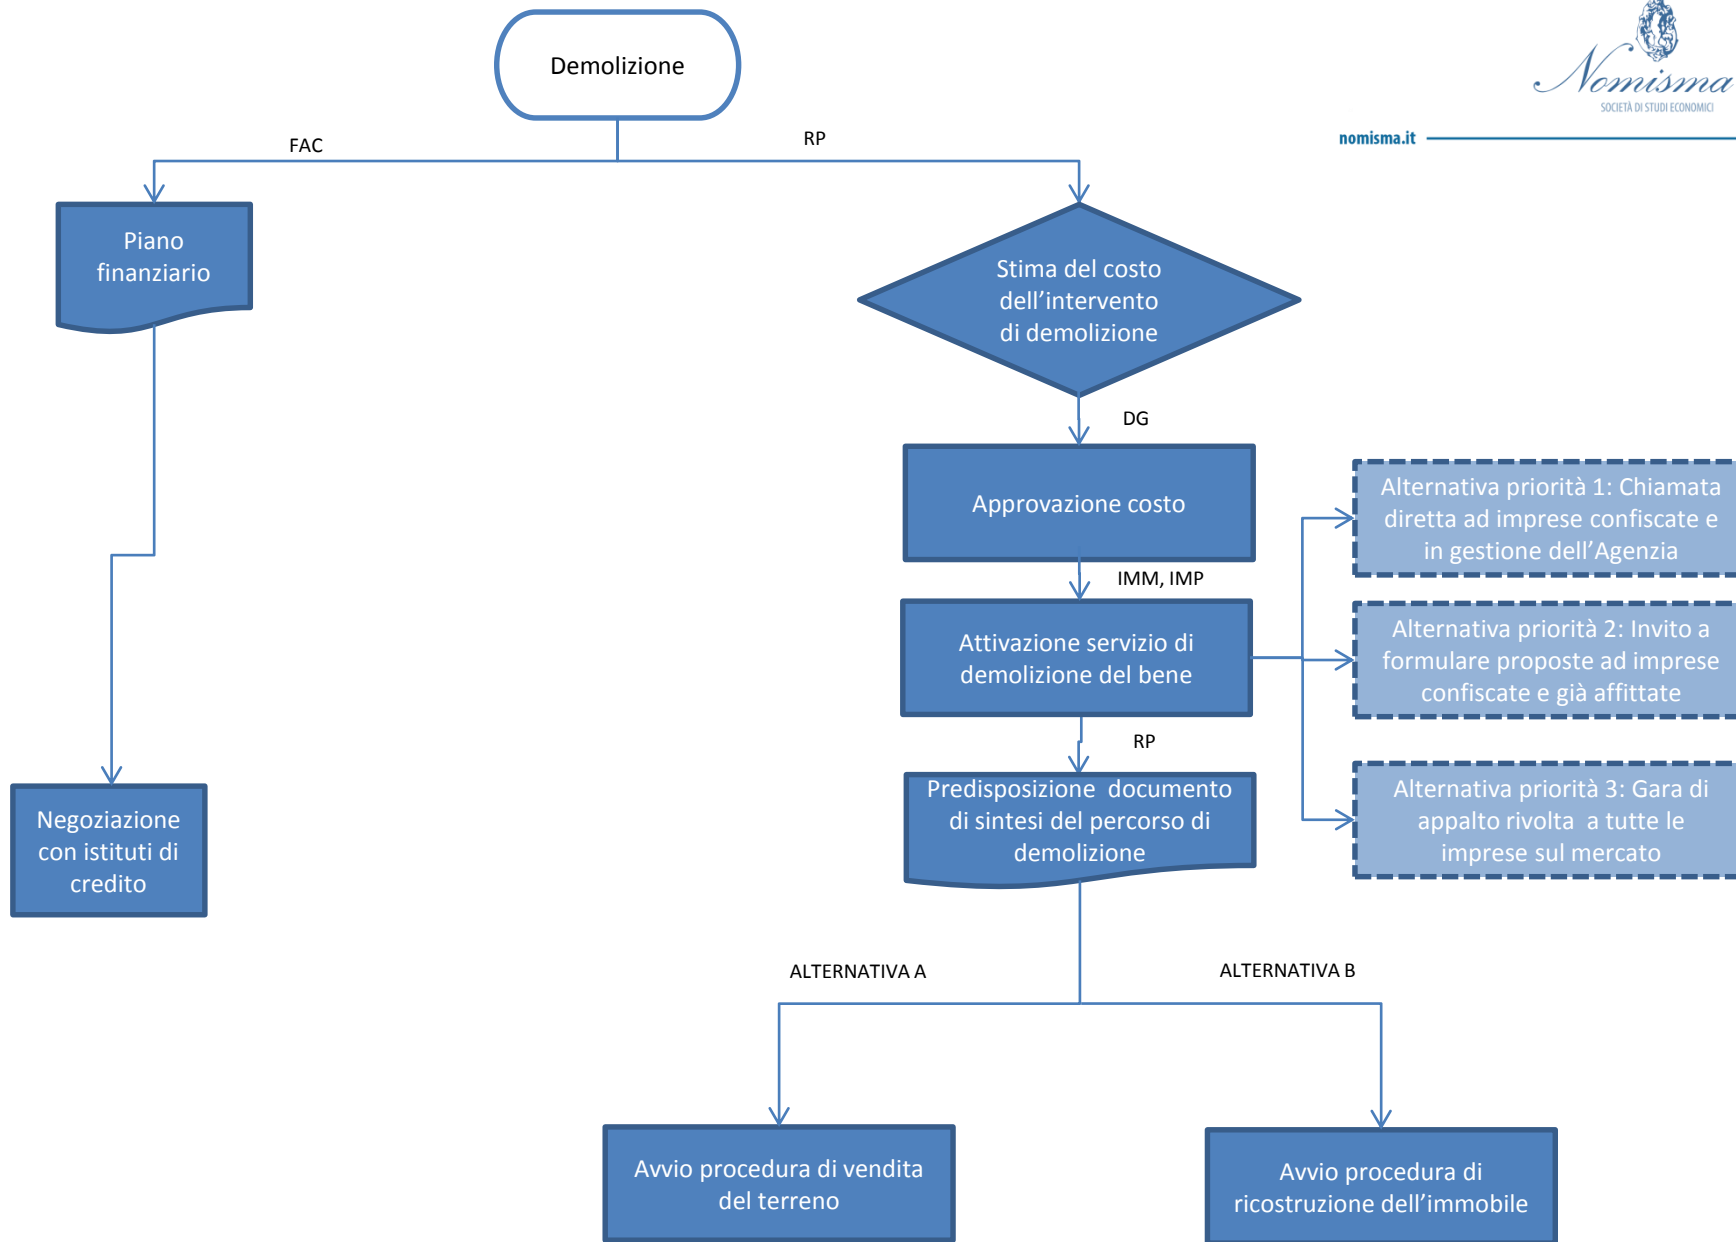 Demolizione
Nomisma
SOCIETÀ DI STUDI ECONOMICI
nomisma.it
FAC
RP
Piano
finanziario
Stima del costo
dell'intervento
di demolizione
DG
Approvazione costo
Alternativa priorità 1: Chiamata
diretta ad imprese confiscate e
in gestione dell'Agenzia
IMM, IMP
Attivazione servizio di
demolizione del bene
Alternativa priorità 2: Invito a
formulare proposte ad imprese
confiscate e già affittate
RP
Predisposizione documento
di sintesi del percorso di
demolizione
Alternativa priorità 3: Gara di
appalto rivolta a tutte le
imprese sul mercato
Negoziazione
con istituti di
credito
ALTERNATIVA A
ALTERNATIVA B
Avvio procedura di vendita
del terreno
Avvio procedura di
ricostruzione dell'immobile